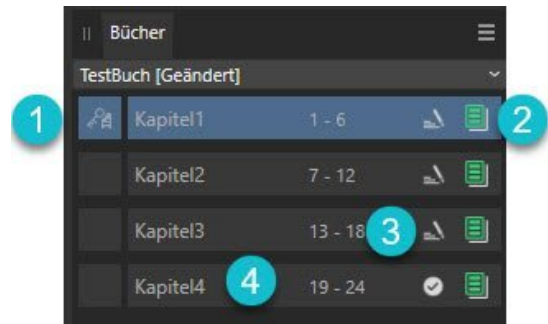 Bücher
TestBuch [Geändert]
1 Kapitel1 1 - 6 2
Kapitel2 7 - 12
Kapitel3 13 - 18 3
Kapitel4 4 19 - 24